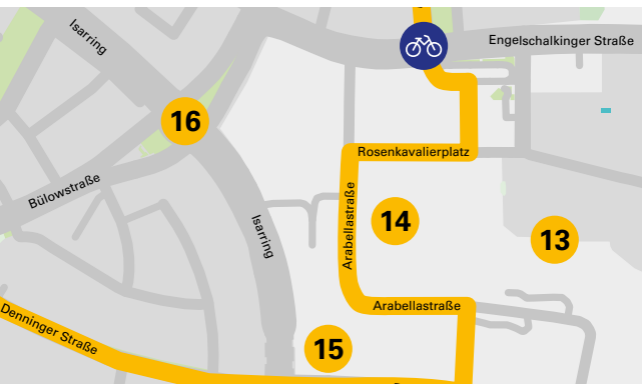 Isarring
Engelschalkinger Straße
16
Rosenkavalierplatz
Bülowstraße
Arabellastraße
14
Isarring
13
Arabellastraße
Denninger Straße
15